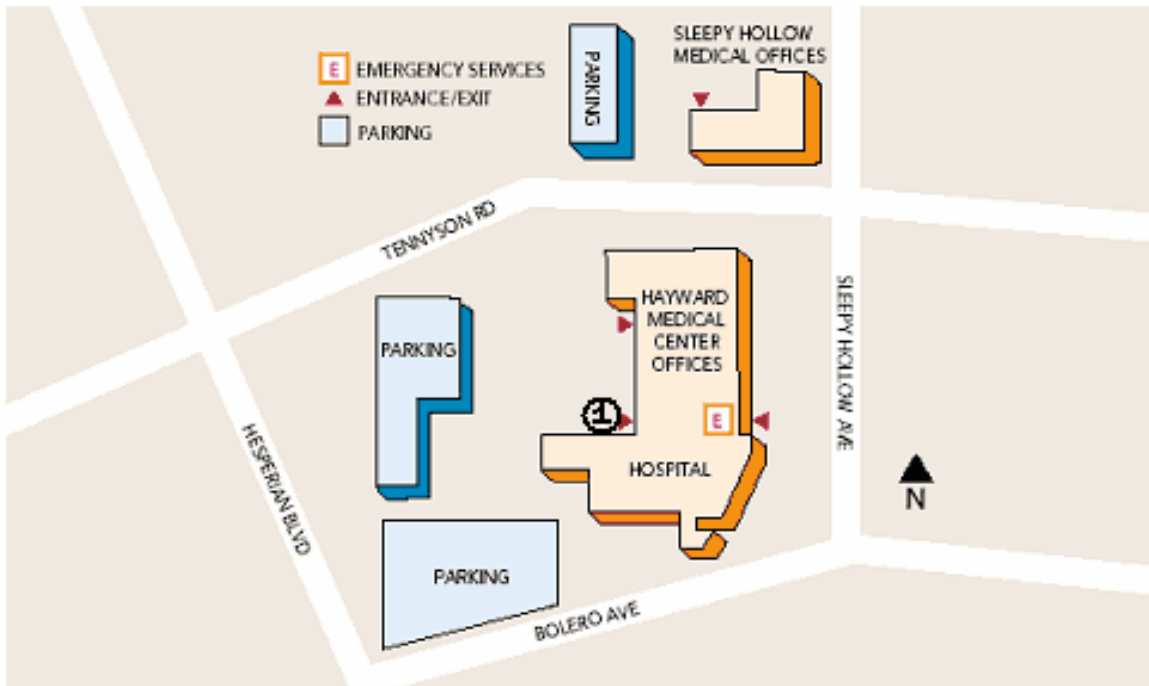 SLEEPY HOLLOW
MEDICAL OFFICES
E EMERGENCY SERVICES
ENTRANCE/EXIT
PARKING
PARKING
TENNYSON RD
HAYWARD
MEDICAL
CENTER
OFFICES
PARKING
SLEEPY HOLLOW AVE
1
E
HOSPITAL
HESPERIAN BLVD
N
PARKING
BOLERO AVE